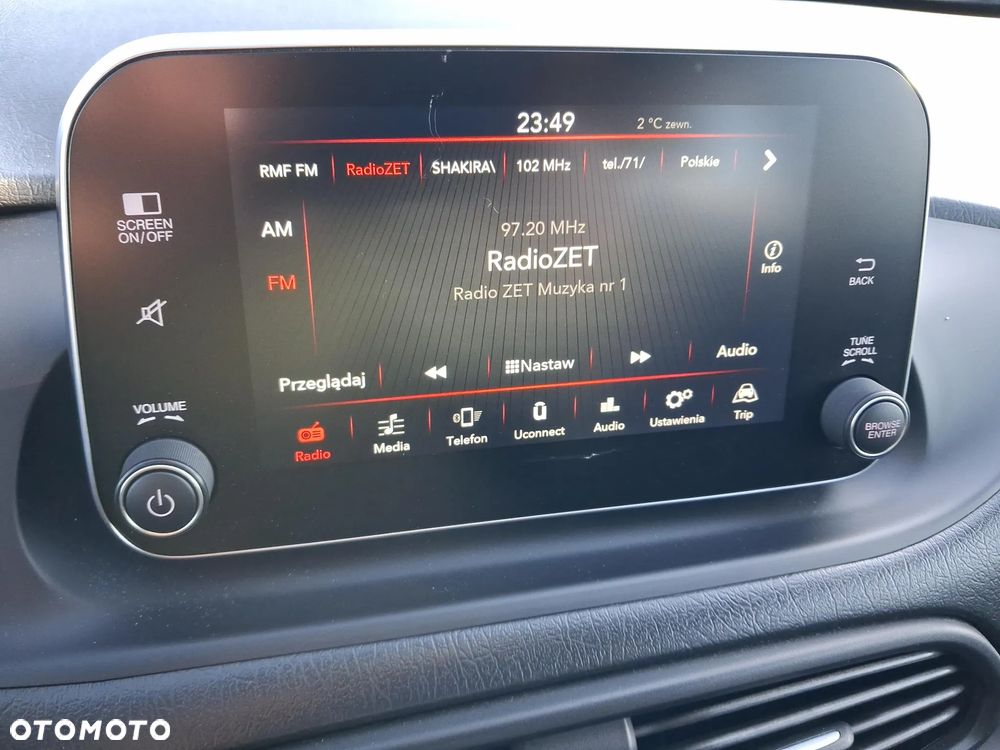 23:49
2 °C zewn.
RMF FM RadioZET SHAKIRA\ 102 MHz tel./71/ Polskie
SCREEN
ON/OFF
AM
FM
97.20 MHz
RadioZET
Radio ZET Muzyka nr 1
Info
BACK
TUNE
SCROLL
Przeglądaj
Nastaw
Audio
VOLUME
Radio
Media
Telefon
Uconnect
Audio
Ustawienia
Trip
BROWSE
ENTER
OTOMOTO